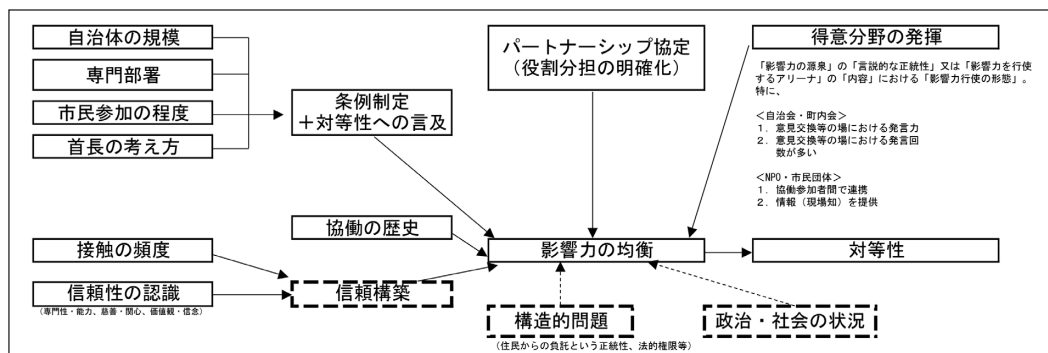 自治体の規模
専門部署
市民参加の程度
首長の考え方
条例制定
＋対等性への言及
パートナーシップ協定
（役割分担の明確化）
得意分野の発揮
「影響力の源泉」の「言説的な正統性」又は「影響力を行使
するアリーナ」の「内容」における「影響力行使の形態」。
特に、
＜自治会・町内会＞
１．意見交換等の場における発言力
２．意見交換等の場における発言回
数が多い
＜NPO・市民団体＞
１．協働参加者間で連携
２．情報（現場知）を提供
協働の歴史
接触の頻度
影響力の均衡
対等性
信頼性の認識
（専門性・能力、慈善・関心、価値観・信念）
信頼構築
構造的問題
（住民からの負託という正統性、法的権限等）
政治・社会の状況